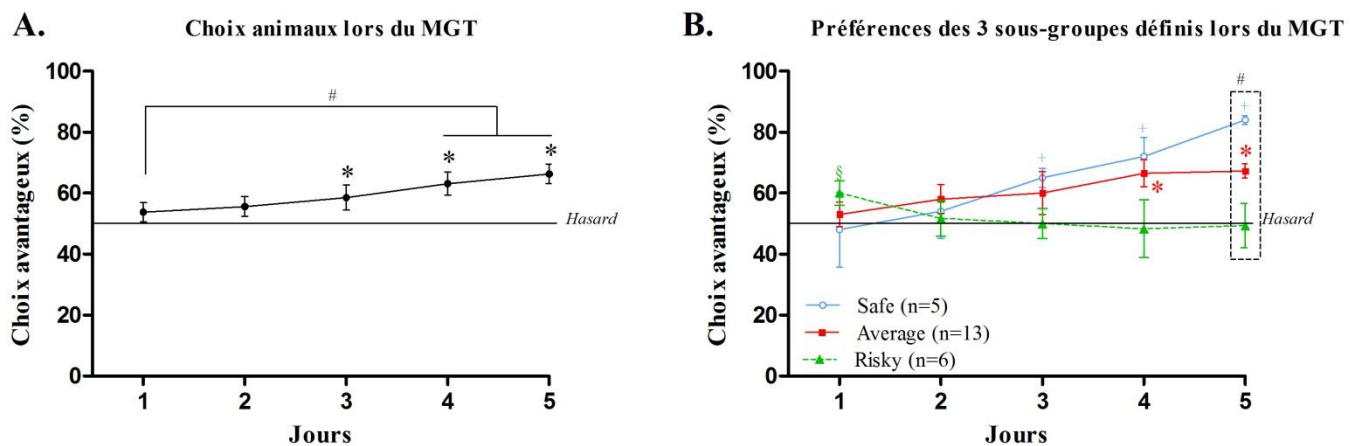 A.
Choix animaux lors du MGT
Choix avantageux (%)
100
80
60
40
20
0
#
*
*
*
Hasard
1 2 3 4 5
Jours
B.
Préférences des 3 sous-groupes définis lors du MGT
Choix avantageux (%)
100
80
60
40
20
0
#
+
+
+
*
*
§
Hasard
Safe (n=5)
Average (n=13)
Risky (n=6)
1 2 3 4 5
Jours